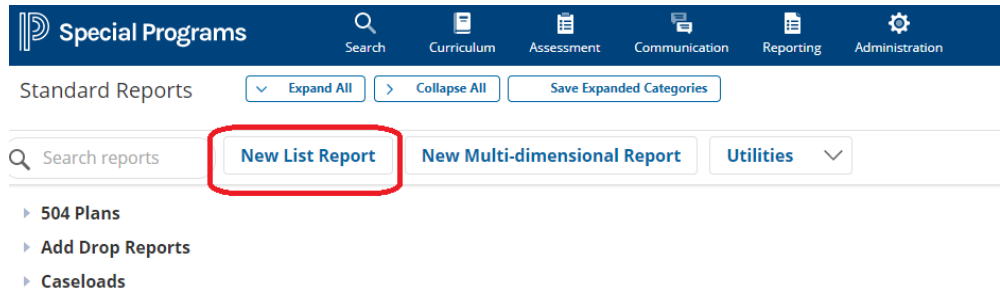 Special Programs
Search
Curriculum
Assessment
Communication
Reporting
Administration
Standard Reports
Expand All
Collapse All
Save Expanded Categories
Search reports
New List Report
New Multi-dimensional Report
Utilities
504 Plans
Add Drop Reports
Caseloads